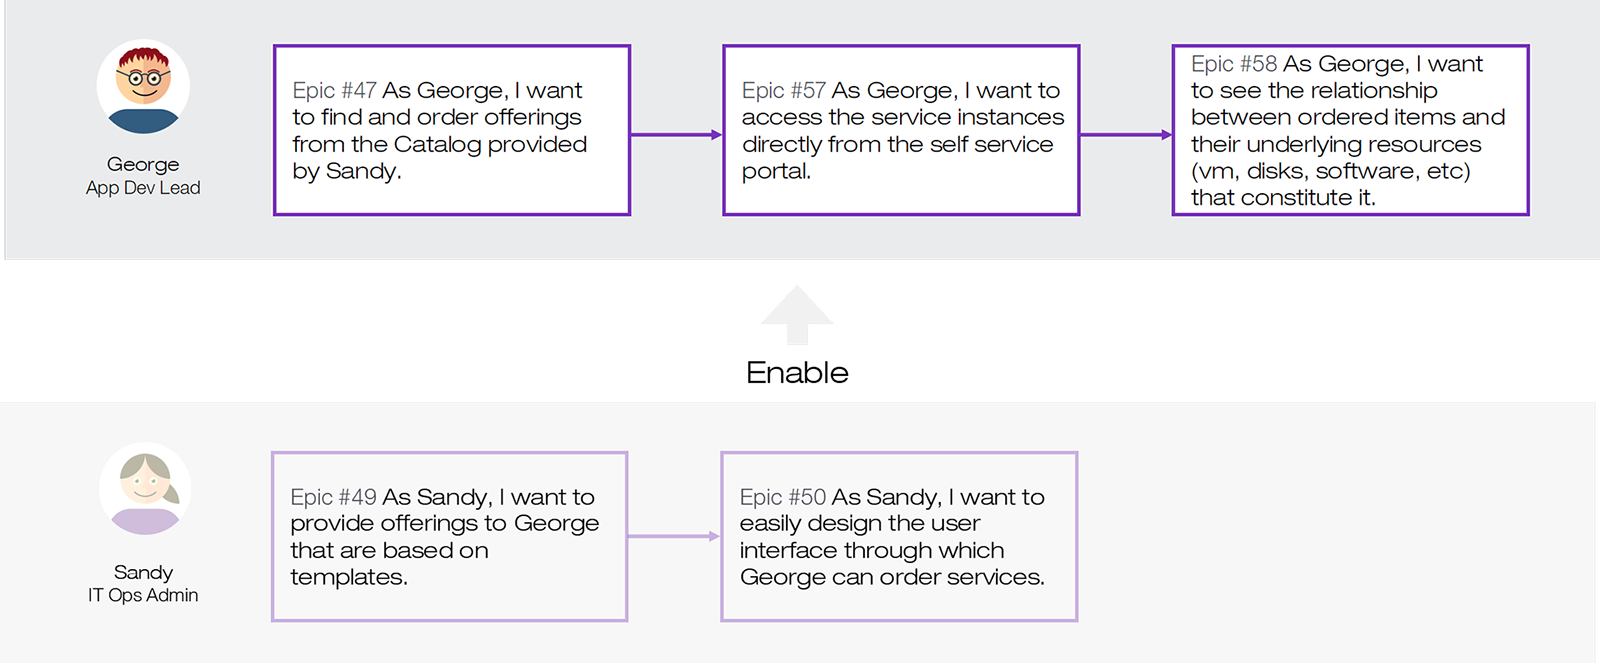 George
App Dev Lead
Epic #47 As George, I want
to find and order offerings
from the Catalog provided
by Sandy.
Epic #57 As George, I want to
access the service instances
directly from the self service
portal.
Epic #58 As George, I want
to see the relationship
between ordered items and
their underlying resources
(vm, disks, software, etc)
that constitute it.
Enable
Sandy
IT Ops Admin
Epic #49 As Sandy, I want to
provide offerings to George
that are based on
templates.
Epic #50 As Sandy, I want to
easily design the user
interface through which
George can order services.